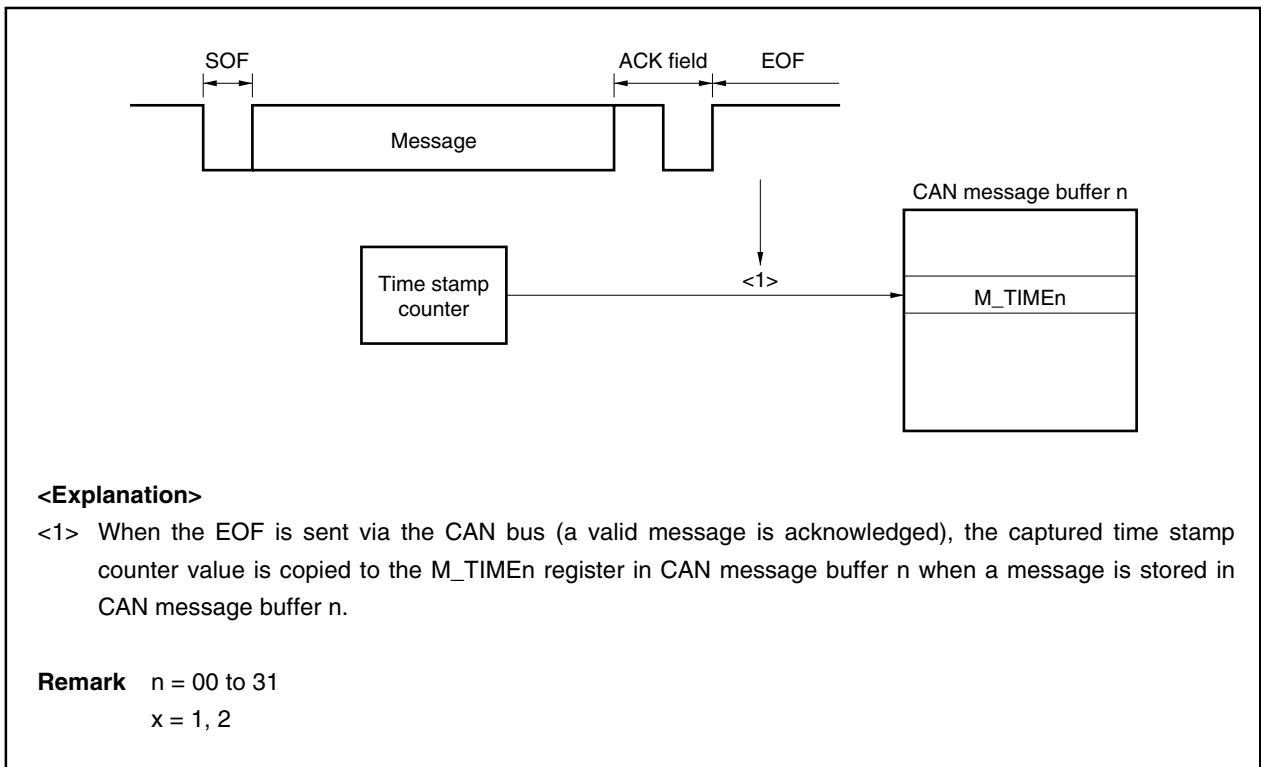 SOF ACK field EOF
Message
CAN message buffer n
Time stamp
counter
<1>
M_TIMEn
<Explanation>
<1> When the EOF is sent via the CAN bus (a valid message is acknowledged), the captured time stamp
counter value is copied to the M_TIMEn register in CAN message buffer n when a message is stored in
CAN message buffer n.
Remark n = 00 to 31
x = 1, 2